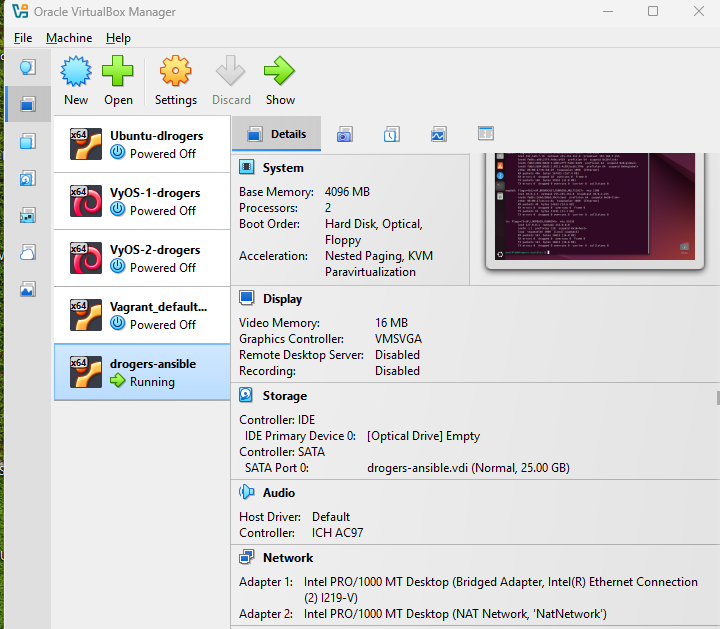 Oracle VirtualBox Manager
File Machine Help
New Open Settings Discard Show
x64 Ubuntu-dlrogers
Powered Off
x64 VyOS-1-drogers
Powered Off
x64 VyOS-2-drogers
Powered Off
x64 Vagrant_default...
Powered Off
x64 drogers-ansible
Running
Details
System
Base Memory: 4096 MB
Processors: 2
Boot Order: Hard Disk, Optical,
Floppy
Acceleration: Nested Paging, KVM
Paravirtualization
Display
Video Memory: 16 MB
Graphics Controller: VMSVGA
Remote Desktop Server: Disabled
Recording: Disabled
Storage
Controller: IDE
IDE Primary Device 0: [Optical Drive] Empty
Controller: SATA
SATA Port 0: drogers-ansible.vdi (Normal, 25.00 GB)
Audio
Host Driver: Default
Controller: ICH AC97
Network
Adapter 1: Intel PRO/1000 MT Desktop (Bridged Adapter, Intel(R) Ethernet Connection
(2) I219-V)
Adapter 2: Intel PRO/1000 MT Desktop (NAT Network, 'NatNetwork')